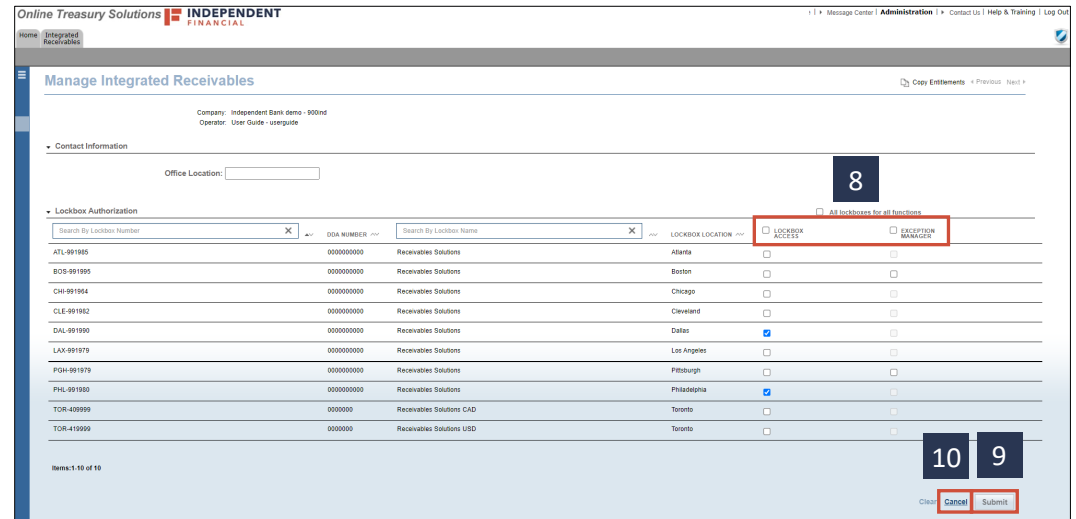 Online Treasury Solutions INDEPENDENT
FINANCIAL
Message Center | Administration | Contact Us | Help & Training | Log Out
Home Integrated
Receivables
Manage Integrated Receivables
Copy Entitlements Previous Next
Company: Independent Bank demo - 900ind
Operator: User Guide - userguide
Contact Information
Office Location:
8
Lockbox Authorization
All lockboxes for all functions
Search By Lockbox Number X DDA NUMBER Search By Lockbox Name X LOCKBOX LOCATION LOCKBOX ACCESS EXCEPTION MANAGER
ATL-991985 0000000000 Receivables Solutions Atlanta
BOS-991995 0000000000 Receivables Solutions Boston
CHI-991964 0000000000 Receivables Solutions Chicago
CLE-991982 0000000000 Receivables Solutions Cleveland
DAL-991990 0000000000 Receivables Solutions Dallas
LAX-991979 0000000000 Receivables Solutions Los Angeles
PGH-991979 0000000000 Receivables Solutions Pittsburgh
PHL-991980 0000000000 Receivables Solutions Philadelphia
TOR-409999 0000000 Receivables Solutions CAD Toronto
TOR-419999 0000000 Receivables Solutions USD Toronto
Items:1-10 of 10
10 9
Clear Cancel Submit